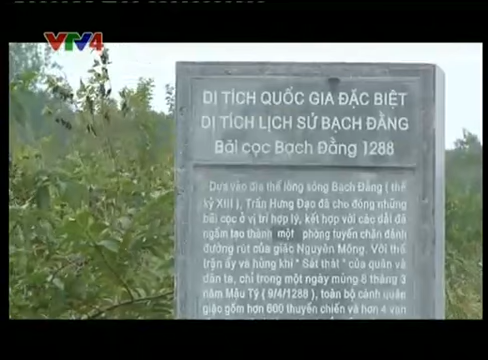 VTV4
DI TÍCH QUỐC GIA ĐẶC BIỆT
DI TÍCH LỊCH SỬ BẠCH ĐẰNG
Bãi cọc Bạch Đằng 1288
Dựa vào địa thế lòng sông Bạch Đằng ( thế
kỷ XIII ), Trần Hưng Đạo đã cho đóng những
bãi cọc ở vị trí hợp lý, kết hợp với các dải đá
ngầm tạo thành một phòng tuyến chặn đánh
đường rút của giặc Nguyên Mông. Với thế
trận ấy và hùng khí " Sát thát " của quân và
dân ta, chỉ trong một ngày mùng 8 tháng 3
năm Mậu Tý ( 9/4/1288 ), toàn bộ cánh quân
giặc gồm hơn 600 thuyền chiến và hơn 4 vạn